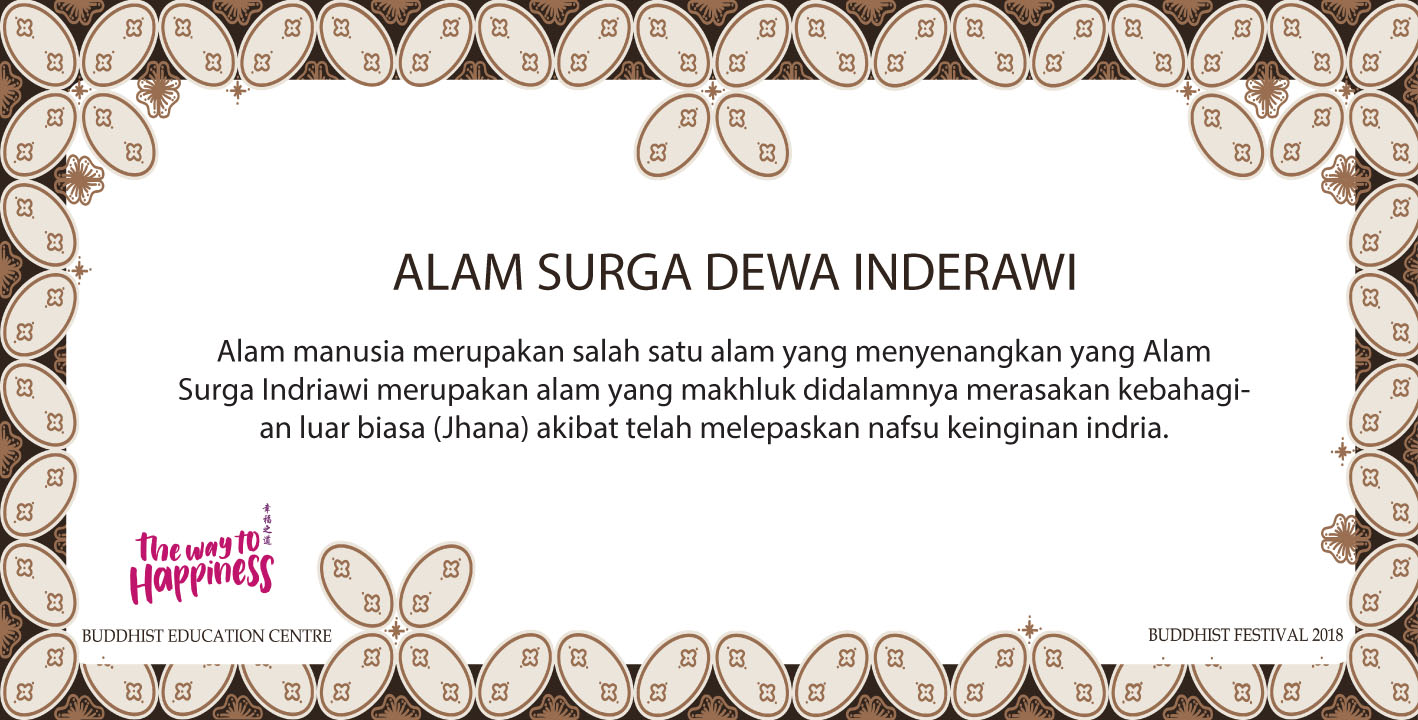 ALAM SURGA DEWA INDERAWI
Alam manusia merupakan salah satu alam yang menyenangkan yang Alam
Surga Indriawi merupakan alam yang makhluk didalamnya merasakan kebahagi-
an luar biasa (Jhana) akibat telah melepaskan nafsu keinginan indria.
幸福之道
the way to
Happiness
BUDDHIST EDUCATION CENTRE
BUDDHIST FESTIVAL 2018